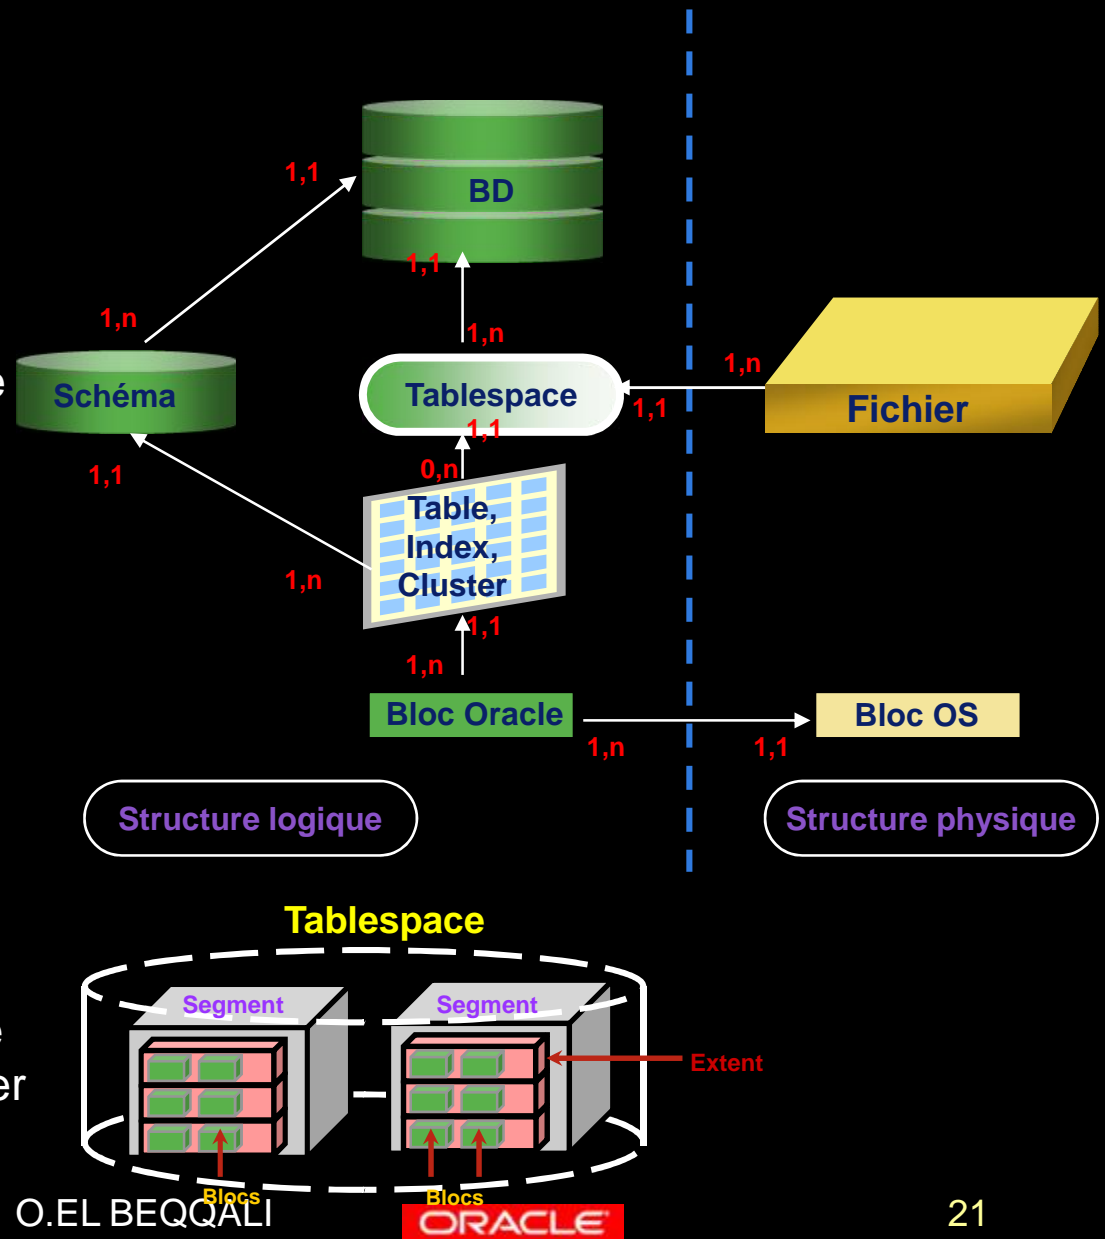 BD
1,1
1,1
1,n
1,n
e
Schéma
Tablespace
1,n
1,1
Fichier
1,1
0,n
1,1
Table,
Index,
Cluster
1,n
1,1
1,n
Bloc Oracle
Bloc OS
1,n
1,1
Structure logique
Structure physique
Tablespace
Segment
Segment
e
er
Extent
Blocs
Blocs
O.EL BEQQALI
ORACLE
21